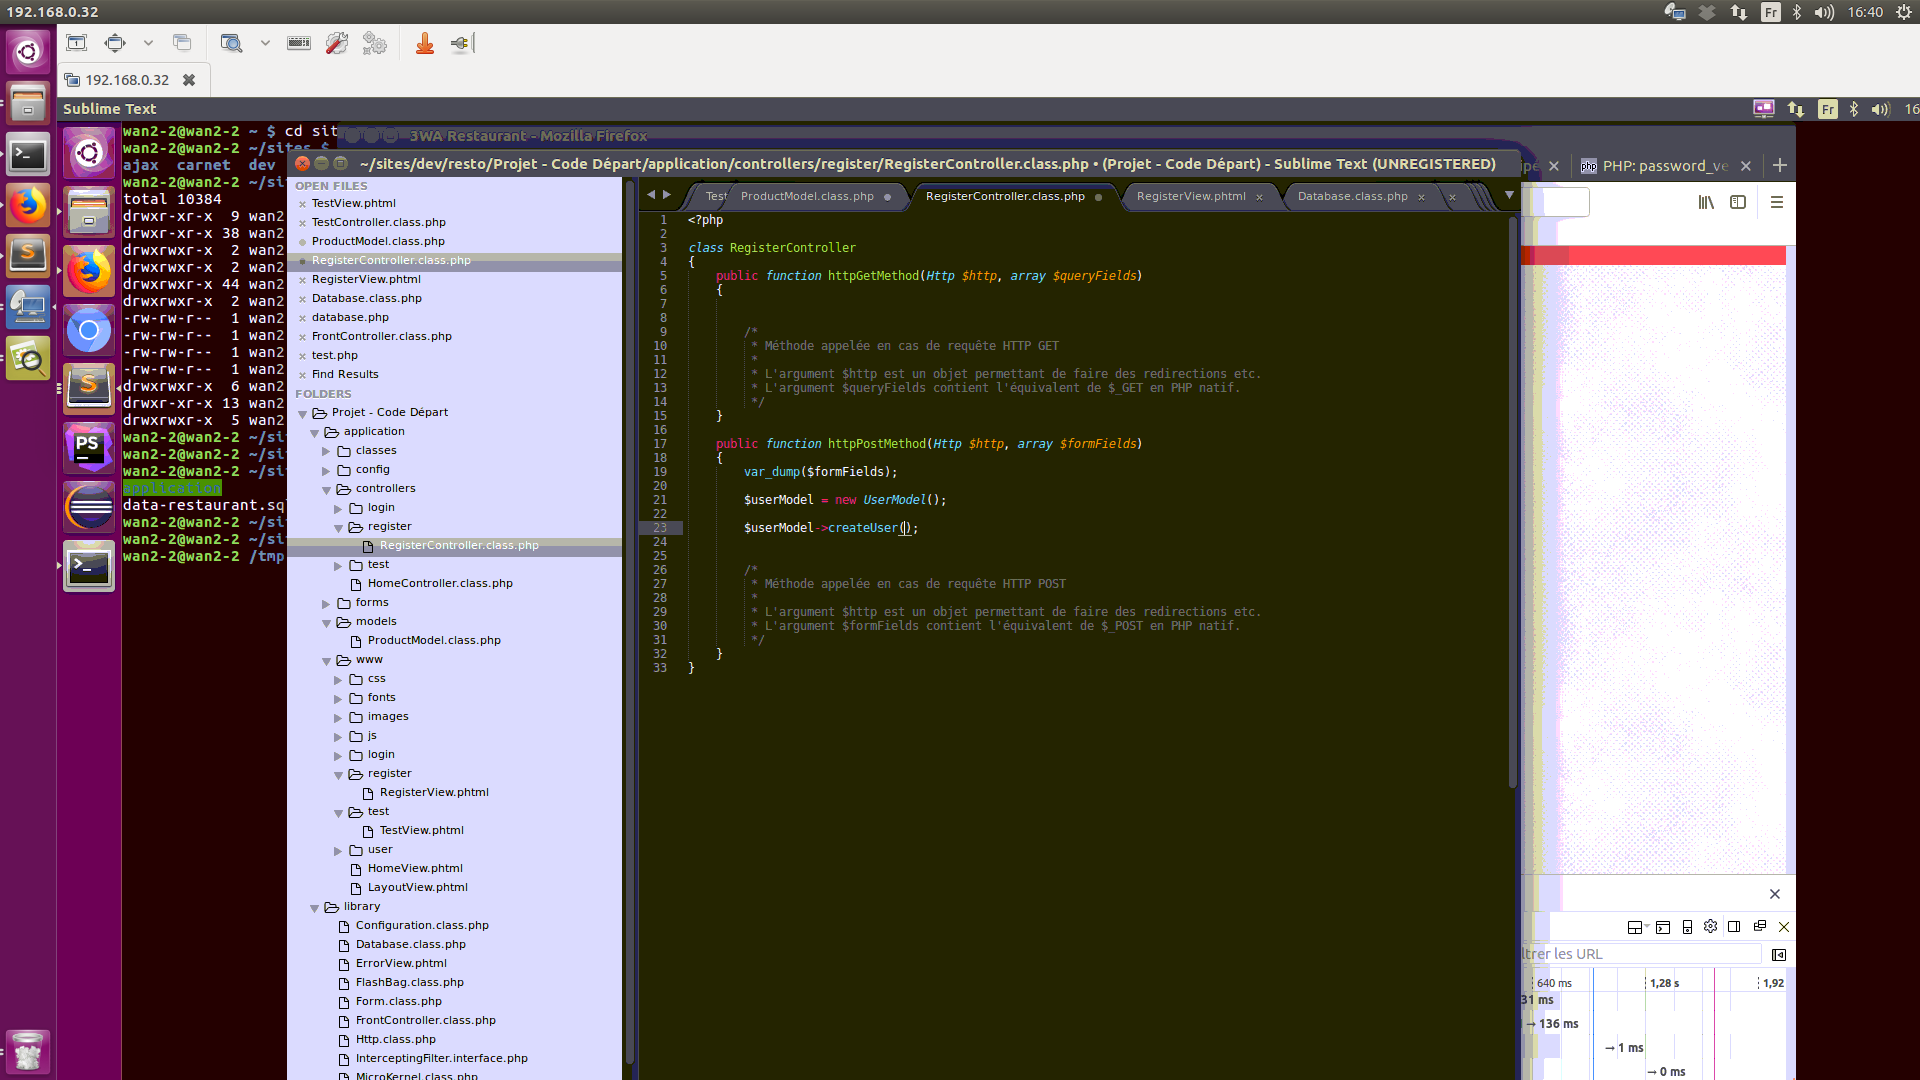 192.168.0.32
Fr
16:40
192.168.0.32
Sublime Text
Fr
16
wan2-2@wan2-2 ~ $ cd sit
wan2-2@wan2-2 ~/sites $
ajax carnet dev
wan2-2@wan2-2 ~/si
total 10384
drwxr-xr-x 9 wan2
drwxr-xr-x 38 wan2
drwxrwxr-x 2 wan2
drwxrwxr-x 2 wan2
drwxrwxr-x 44 wan2
drwxrwxr-x 2 wan2
-rw-rw-r-- 1 wan2
-rw-rw-r-- 1 wan2
-rw-rw-r-- 1 wan2
-rw-rw-r-- 1 wan2
drwxrwxr-x 6 wan2
drwxr-xr-x 13 wan2
drwxrwxr-x 5 wan2
wan2-2@wan2-2 ~/si
wan2-2@wan2-2 ~/si
wan2-2@wan2-2 ~/si
application
data-restaurant.sq
wan2-2@wan2-2 ~/si
wan2-2@wan2-2 ~/si
wan2-2@wan2-2 /tmp
PS
3WA Restaurant - Mozilla Firefox
~/sites/dev/resto/Projet - Code Départ/application/controllers/register/RegisterController.class.php • (Projet - Code Départ) - Sublime Text (UNREGISTERED)
OPEN FILES
TestView.phtml
TestController.class.php
ProductModel.class.php
RegisterController.class.php
RegisterView.phtml
Database.class.php
database.php
FrontController.class.php
test.php
Find Results
FOLDERS
Projet - Code Départ
application
classes
config
controllers
login
register
RegisterController.class.php
test
HomeController.class.php
forms
models
ProductModel.class.php
www
css
fonts
images
js
login
register
RegisterView.phtml
test
TestView.phtml
user
HomeView.phtml
LayoutView.phtml
library
Configuration.class.php
Database.class.php
ErrorView.phtml
FlashBag.class.php
Form.class.php
FrontController.class.php
Http.class.php
InterceptingFilter.interface.php
MicroKernel.class.php
Test
ProductModel.class.php
RegisterController.class.php
RegisterView.phtml
Database.class.php
1 <?php
2
3 class RegisterController
4 {
5 public function httpGetMethod(Http $http, array $queryFields)
6 {
7
8
9 /*
10 * Méthode appelée en cas de requête HTTP GET
11 *
12 * L'argument $http est un objet permettant de faire des redirections etc.
13 * L'argument $queryFields contient l'équivalent de $_GET en PHP natif.
14 */
15 }
16
17 public function httpPostMethod(Http $http, array $formFields)
18 {
19 var_dump($formFields);
20
21 $userModel = new UserModel();
22
23 $userModel->createUser();
24
25
26 /*
27 * Méthode appelée en cas de requête HTTP POST
28 *
29 * L'argument $http est un objet permettant de faire des redirections etc.
30 * L'argument $formFields contient l'équivalent de $_POST en PHP natif.
31 */
32 }
33 }
php PHP: password_ve
trer les URL
640 ms
1,28 s
1,92
31 ms
→ 136 ms
→ 1 ms
→ 0 ms